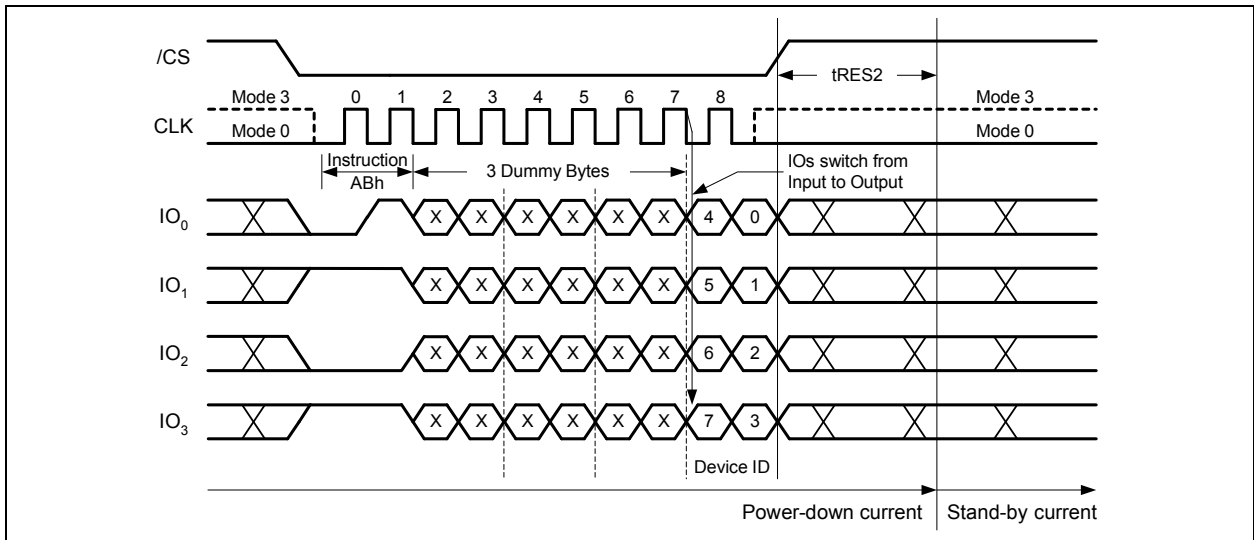 /CS
tRES2
Mode 3 0 1 2 3 4 5 6 7 8 Mode 3
CLK
Mode 0 Mode 0
Instruction
ABh
3 Dummy Bytes
IOs switch from
Input to Output
IO0 X X X X X X 4 0
IO1 X X X X X X 5 1
IO2 X X X X X X 6 2
IO3 X X X X X X 7 3
Device ID
Power-down current Stand-by current